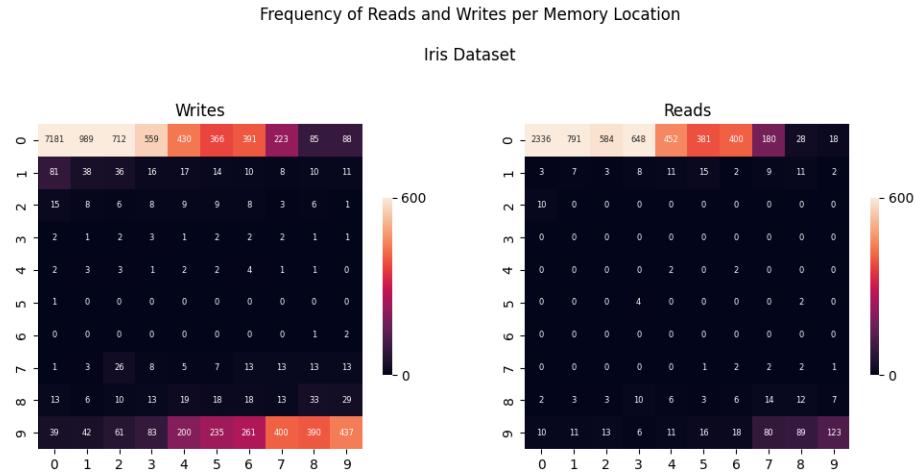 Frequency of Reads and Writes per Memory Location
Iris Dataset
Writes
0 7181 989 712 559 430 366 391 223 85 88
1 81 38 36 16 17 14 10 8 10 11
2 15 8 6 8 9 9 8 3 6 1
3 2 1 2 3 1 2 2 2 1 1
4 2 3 3 1 2 2 4 1 1 0
5 1 0 0 0 0 0 0 0 0 0
6 0 0 0 0 0 0 0 0 1 2
7 1 3 26 8 5 7 13 13 13 13
8 13 6 10 13 19 18 18 13 33 29
9 39 42 61 83 200 235 261 400 390 437
0 1 2 3 4 5 6 7 8 9
600
0
Reads
0 2336 791 584 648 452 381 400 180 28 18
1 3 7 3 8 11 15 2 9 11 2
2 10 0 0 0 0 0 0 0 0 0
3 0 0 0 0 0 0 0 0 0 0
4 0 0 0 0 2 0 2 0 0 0
5 0 0 0 4 0 0 0 0 2 0
6 0 0 0 0 0 0 0 0 0 0
7 0 0 0 0 0 1 2 2 2 1
8 2 3 3 10 6 3 6 14 12 7
9 10 11 13 6 11 16 18 80 89 123
0 1 2 3 4 5 6 7 8 9
600
0